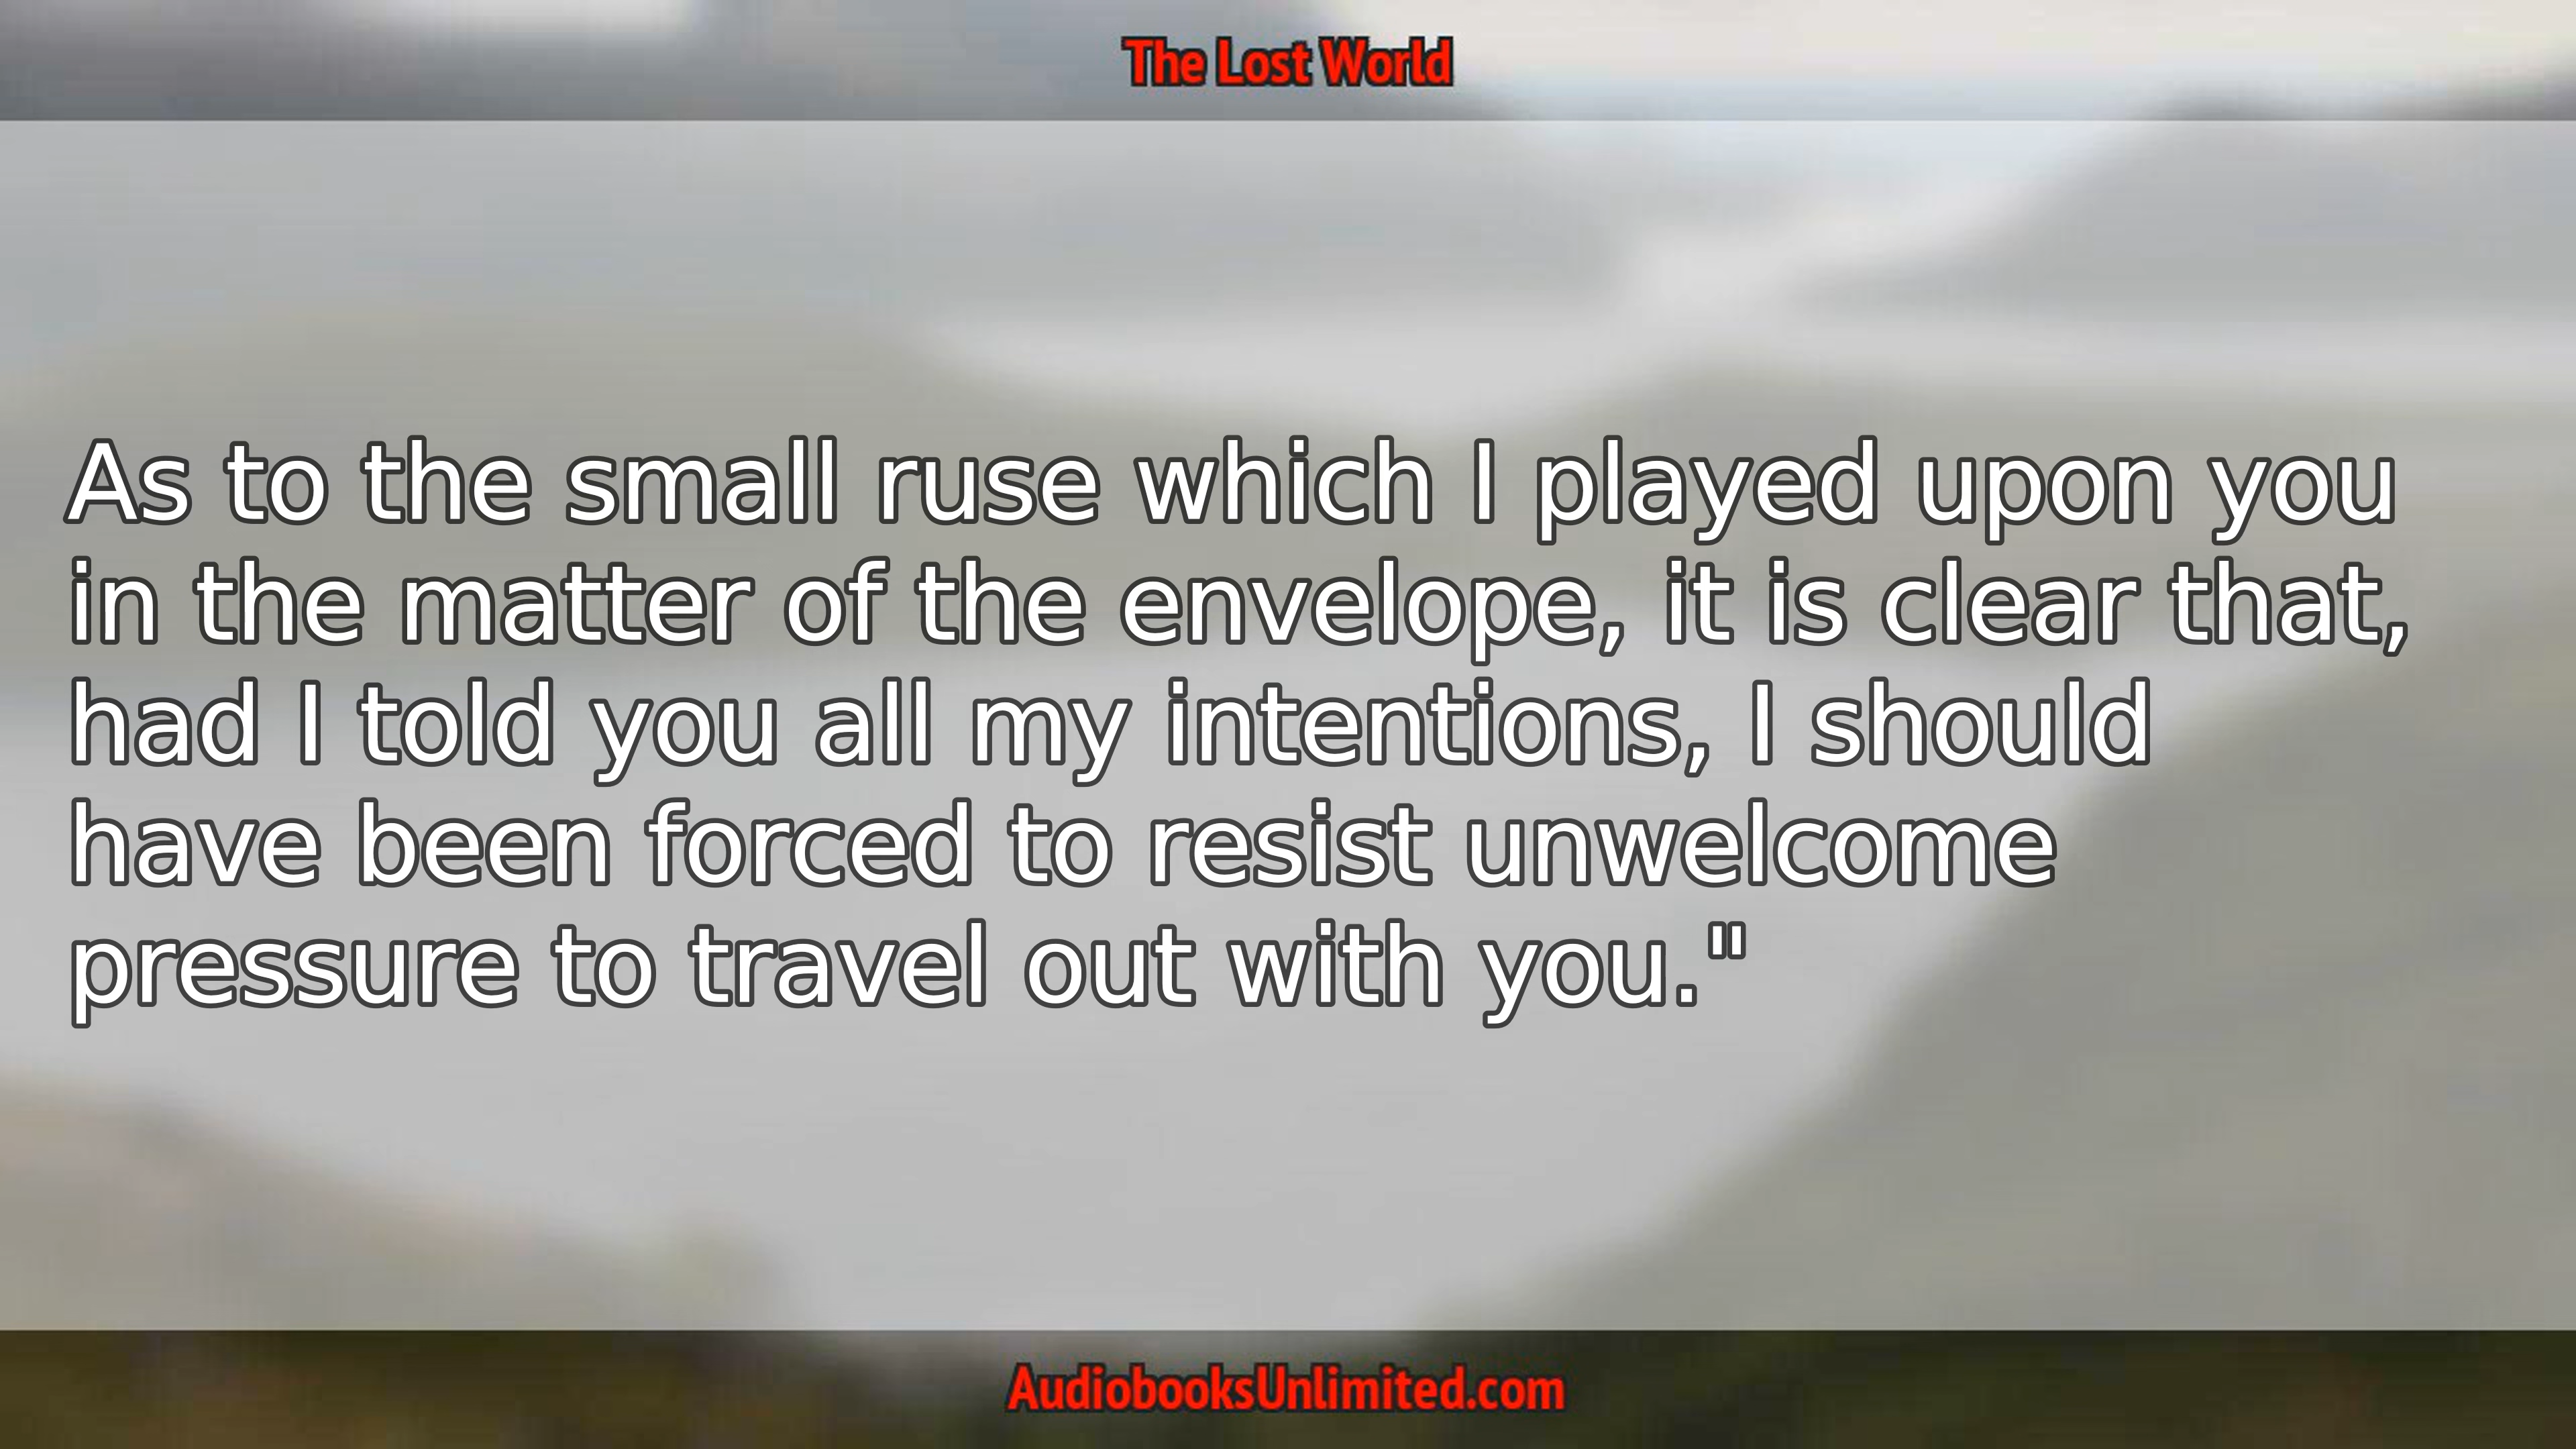 The Lost World
As to the small ruse which I played upon you
in the matter of the envelope, it is clear that,
had I told you all my intentions, I should
have been forced to resist unwelcome
pressure to travel out with you."
AudiobooksUnlimited.com